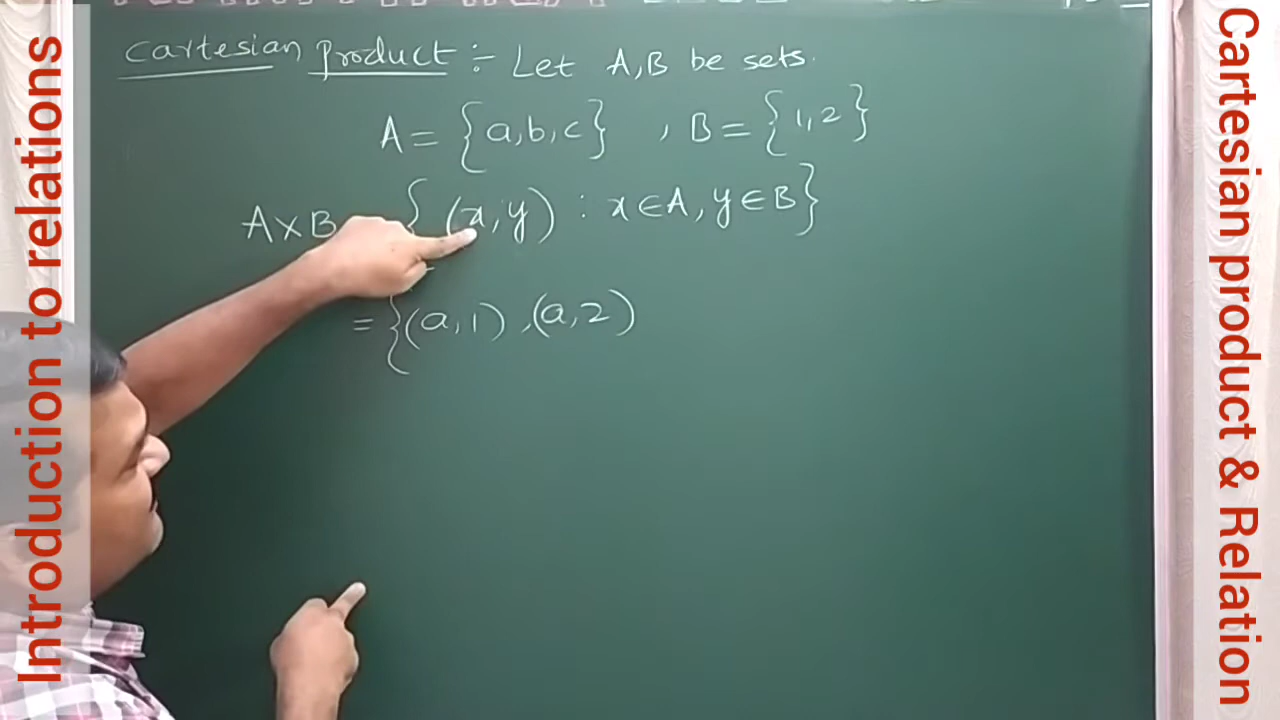 Introduction to relations
Cartesian Product :- Let A,B be sets.
A = {a,b,c} , B = {1,2}
A×B {(x,y) : x∈A, y∈B}
= {(a,1) ,(a,2)
Cartesian product & Relation